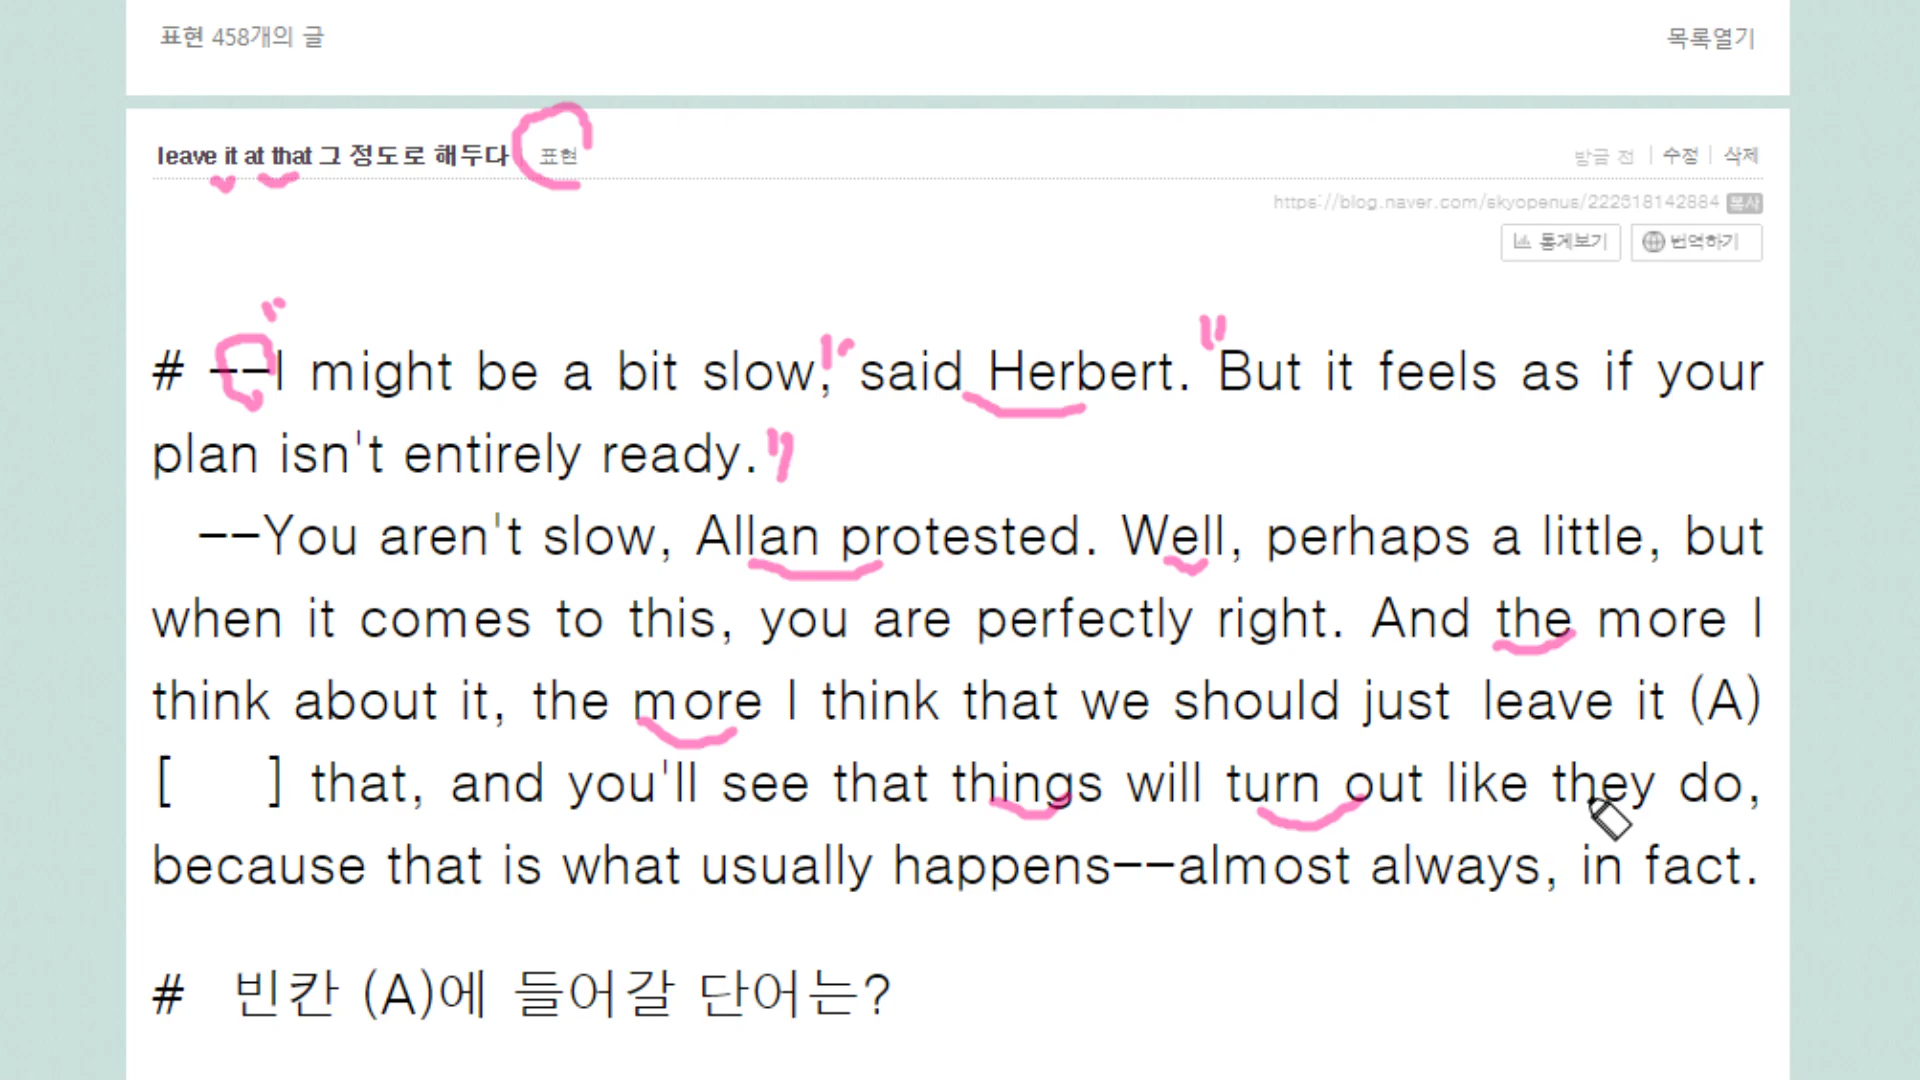 표현 458개의 글
목록열기
leave it at that 그 정도로 해두다 표현
방금 전 수정 삭제
https://blog.naver.com/skyopenus/222618142884 복사
통계보기 번역하기
# --I might be a bit slow, said Herbert. But it feels as if your
plan isn't entirely ready.
--You aren't slow, Allan protested. Well, perhaps a little, but
when it comes to this, you are perfectly right. And the more I
think about it, the more I think that we should just leave it (A)
[ ] that, and you'll see that things will turn out like they do,
because that is what usually happens--almost always, in fact.
# 빈칸 (A)에 들어갈 단어는?